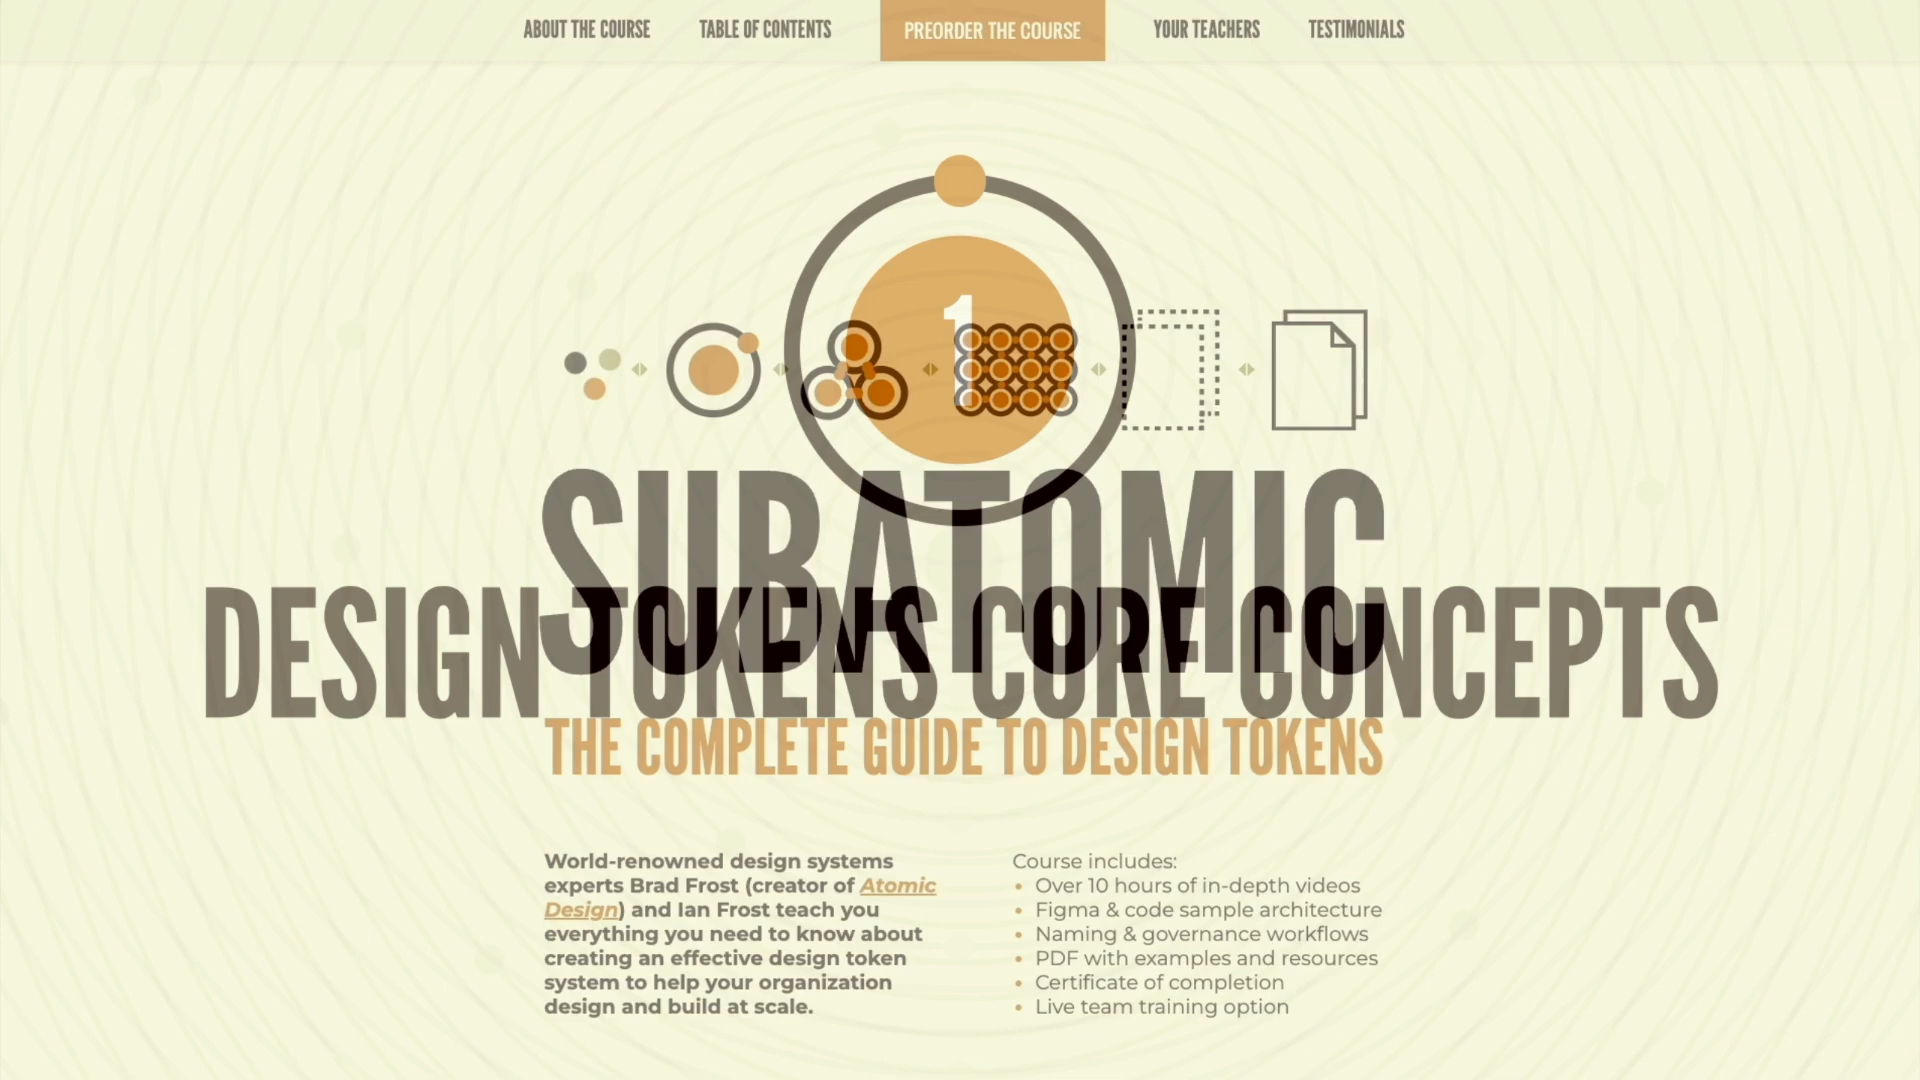 ABOUT THE COURSE
TABLE OF CONTENTS
PREORDER THE COURSE
YOUR TEACHERS
TESTIMONIALS
1
SUBATOMIC
DESIGN TOKENS CORE CONCEPTS
THE COMPLETE GUIDE TO DESIGN TOKENS
World-renowned design systems
experts Brad Frost (creator of Atomic
Design) and Ian Frost teach you
everything you need to know about
creating an effective design token
system to help your organization
design and build at scale.
Course includes:
• Over 10 hours of in-depth videos
• Figma & code sample architecture
• Naming & governance workflows
• PDF with examples and resources
• Certificate of completion
• Live team training option